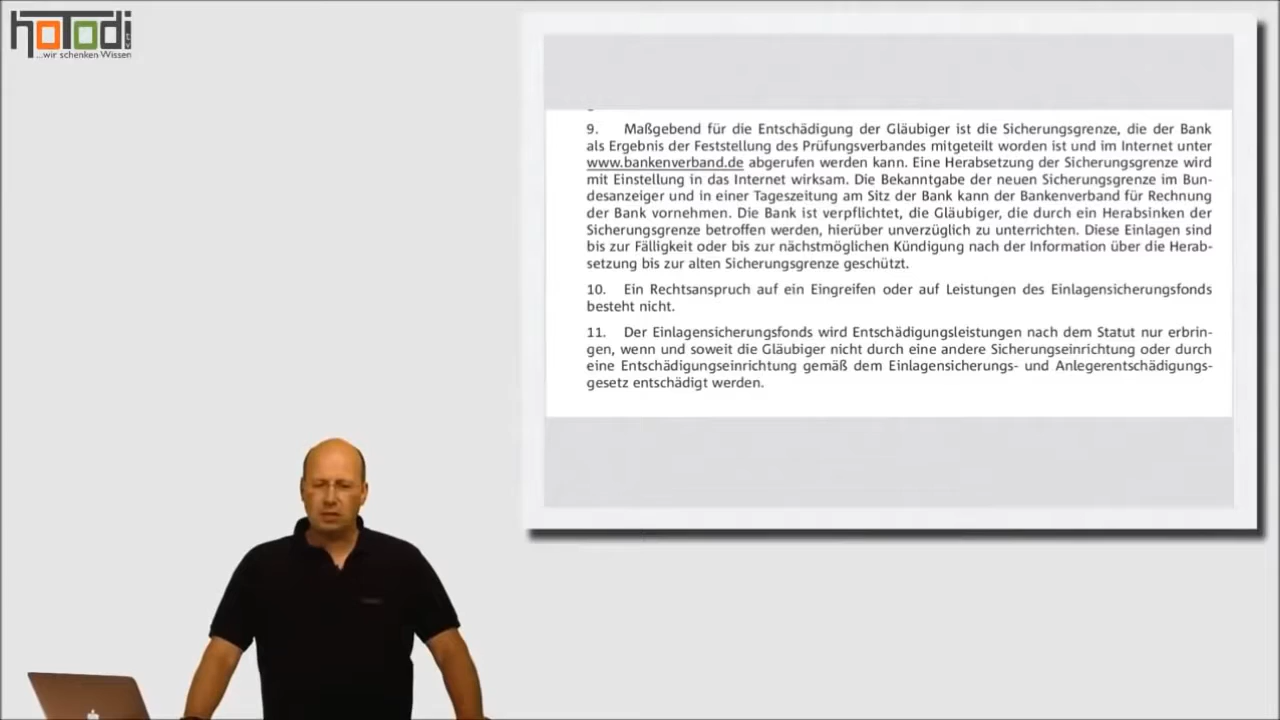 hoTodi
tv
...wir schenken Wissen
9. Maßgebend für die Entschädigung der Gläubiger ist die Sicherungsgrenze, die der Bank
als Ergebnis der Feststellung des Prüfungsverbandes mitgeteilt worden ist und im Internet unter
www.bankenverband.de abgerufen werden kann. Eine Herabsetzung der Sicherungsgrenze wird
mit Einstellung in das Internet wirksam. Die Bekanntgabe der neuen Sicherungsgrenze im Bun-
desanzeiger und in einer Tageszeitung am Sitz der Bank kann der Bankenverband für Rechnung
der Bank vornehmen. Die Bank ist verpflichtet, die Gläubiger, die durch ein Herabsinken der
Sicherungsgrenze betroffen werden, hierüber unverzüglich zu unterrichten. Diese Einlagen sind
bis zur Fälligkeit oder bis zur nächstmöglichen Kündigung nach der Information über die Herab-
setzung bis zur alten Sicherungsgrenze geschützt.
10. Ein Rechtsanspruch auf ein Eingreifen oder auf Leistungen des Einlagensicherungsfonds
besteht nicht.
11. Der Einlagensicherungsfonds wird Entschädigungsleistungen nach dem Statut nur erbrin-
gen, wenn und soweit die Gläubiger nicht durch eine andere Sicherungseinrichtung oder durch
eine Entschädigungseinrichtung gemäß dem Einlagensicherungs- und Anlegerentschädigungs-
gesetz entschädigt werden.